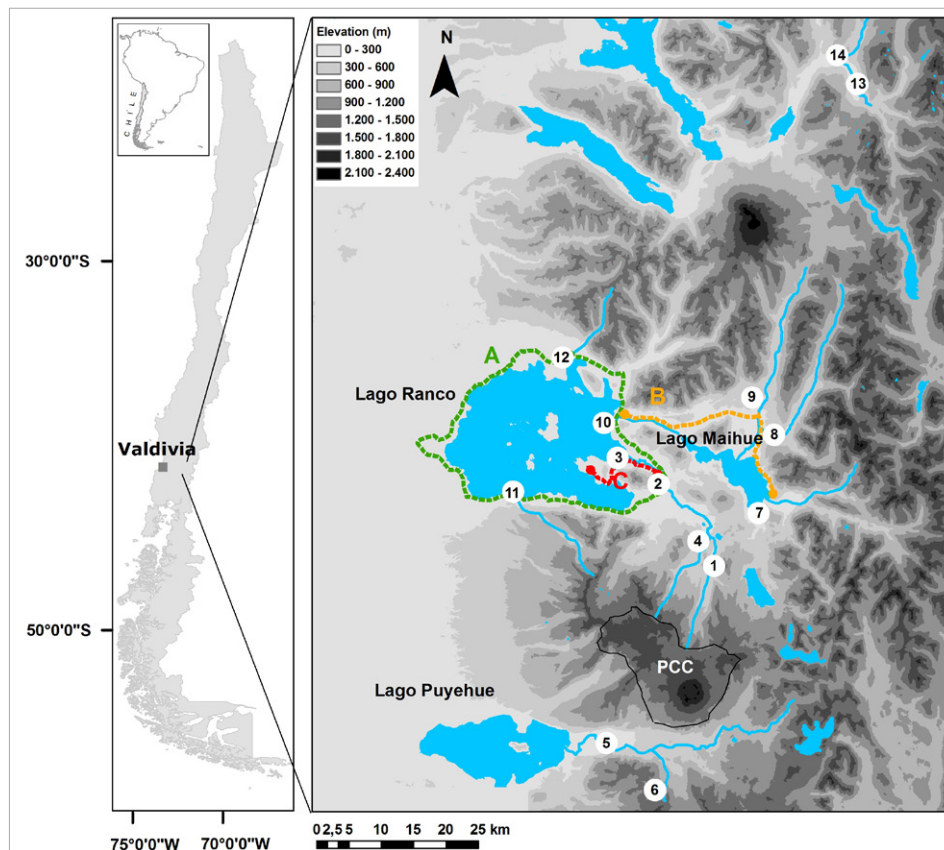 CHILE
Elevation (m)
0 - 300
300 - 600
600 - 900
900 - 1.200
1.200 - 1.500
1.500 - 1.800
1.800 - 2.100
2.100 - 2.400
N
14
13
30°0'0"S
A
12
Lago Ranco
B
9
10
Lago Maihue
8
Valdivia
3
C
2
11
7
4
1
50°0'0"S
PCC
Lago Puyehue
5
6
75°0'0"W 70°0'0"W
0 2,5 5 10 15 20 25 km